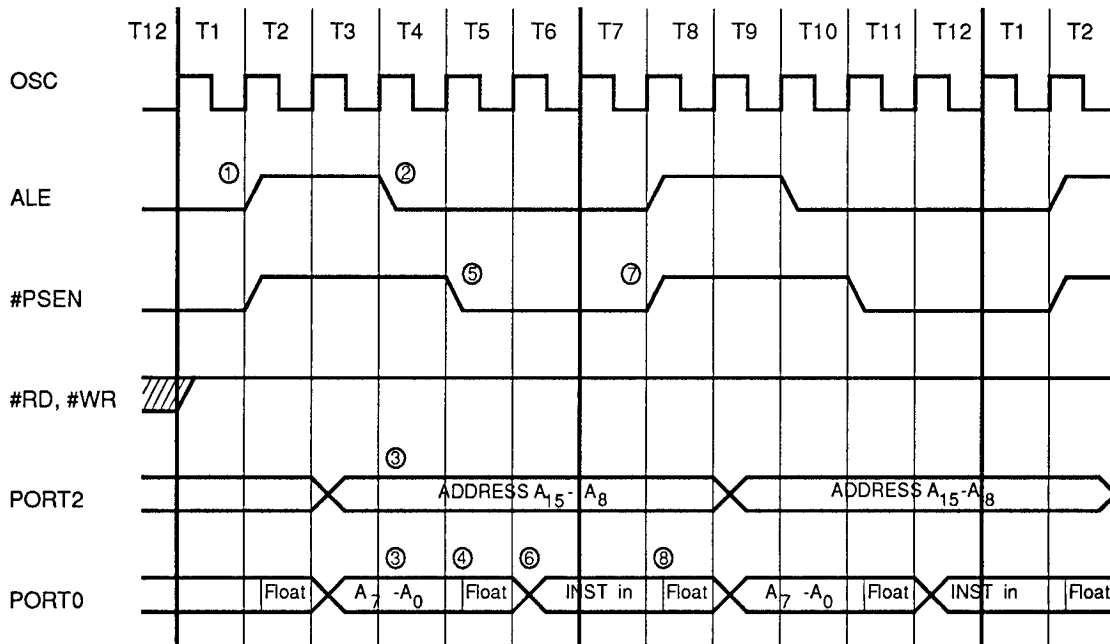 T12 T1 T2 T3 T4 T5 T6 T7 T8 T9 T10 T11 T12 T1 T2
OSC
① ②
ALE
⑤ ⑦
#PSEN
#RD, #WR
③
PORT2 ADDRESS A15- A8 ADDRESS A15-A8
③ ④ ⑥ ⑧
PORT0 Float A7 -A0 Float INST in Float A7 -A0 Float INST in Float